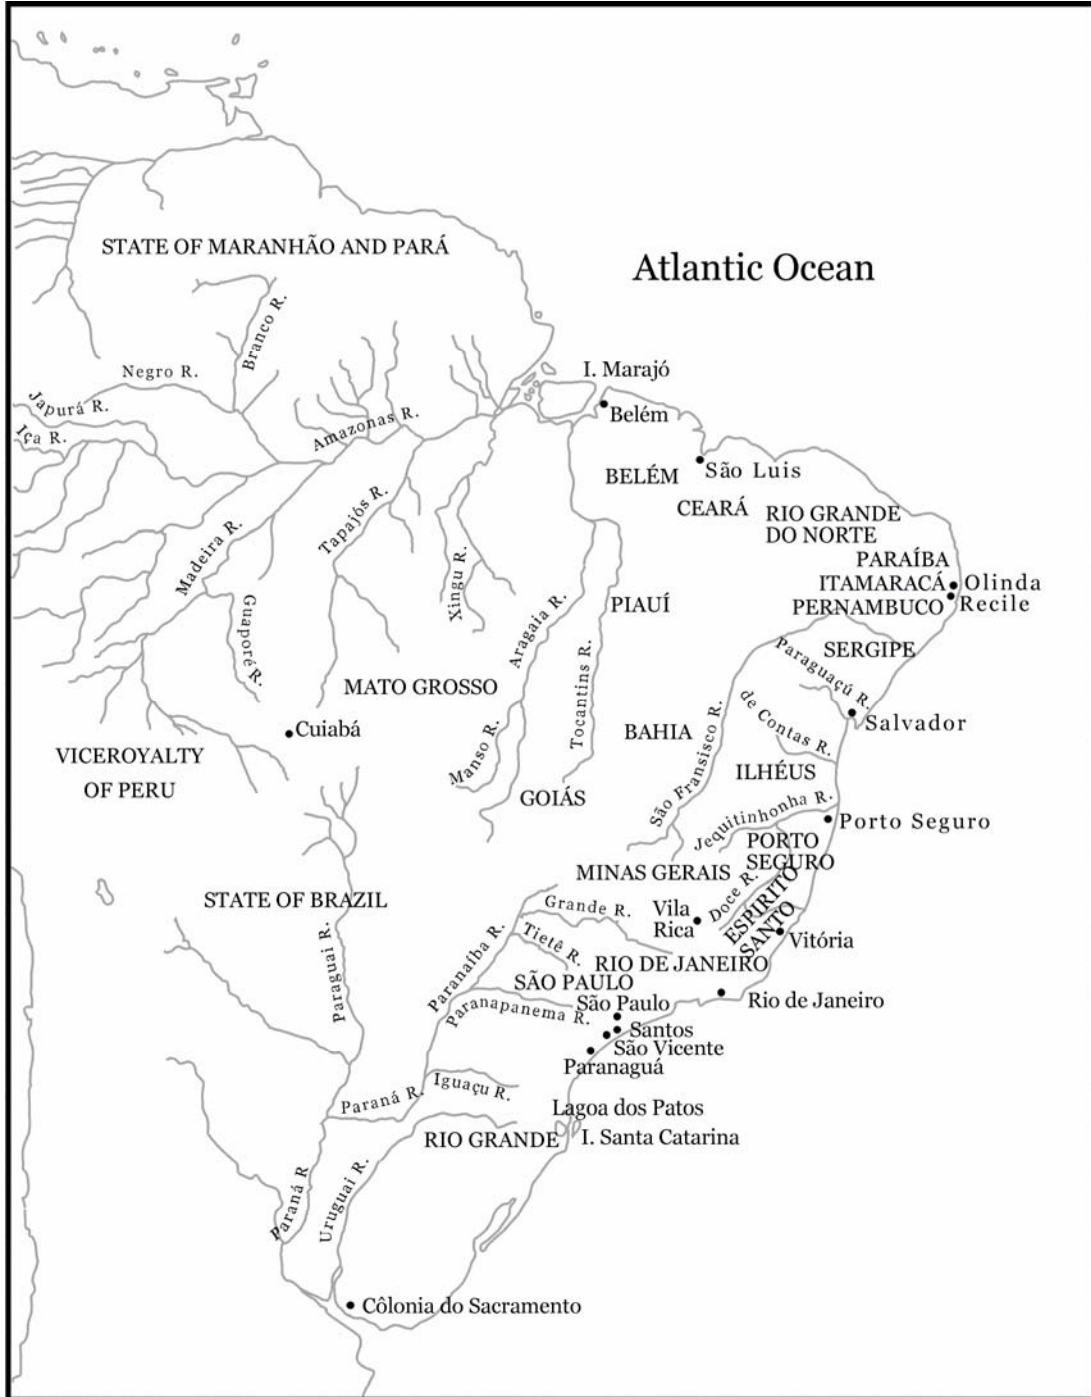 STATE OF MARANHÃO AND PARÁ
Atlantic Ocean
Branco R.
Negro R.
I. Marajó
Japurá R.
Iça R.
Amazonas R.
Belém
BELÉM
São Luis
CEARÁ
RIO GRANDE
DO NORTE
Tapajós R.
Madeira R.
Xingu R.
PARAÍBA
ITAMARACÁ
Olinda
PERNAMBUCO
Recile
Guaporé R.
Aragaia R.
PIAUÍ
SERGIPE
Paraguaçú R.
MATO GROSSO
Tocantins R.
de Contas R.
Salvador
Cuiabá
BAHIA
VICEROYALTY
OF PERU
Manso R.
São Fransisco R.
ILHÉUS
GOIÁS
Jequitinhonha R.
Porto Seguro
PORTO
SEGURO
MINAS GERAIS
Doce R.
ESPIRITO
SANTO
STATE OF BRAZIL
Grande R.
Vila
Rica
Vitória
Paraguai R.
Paranaíba R.
Tietê R.
RIO DE JANEIRO
SÃO PAULO
Rio de Janeiro
Paranapanema R.
São Paulo
Santos
São Vicente
Paranaguá
Iguaçu R.
Paraná R.
Lagoa dos Patos
RIO GRANDE
I. Santa Catarina
Paraná R
Uruguai R.
Côlonia do Sacramento